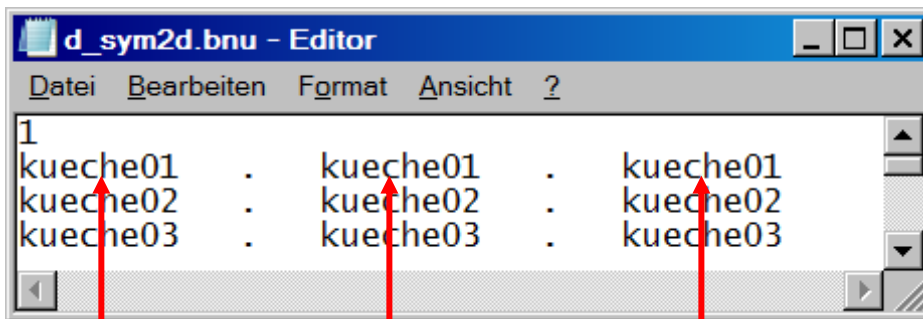 d_sym2d.bnu - Editor
Datei Bearbeiten Format Ansicht ?
1
kueche01 . kueche01 . kueche01
kueche02 . kueche02 . kueche02
kueche03 . kueche03 . kueche03